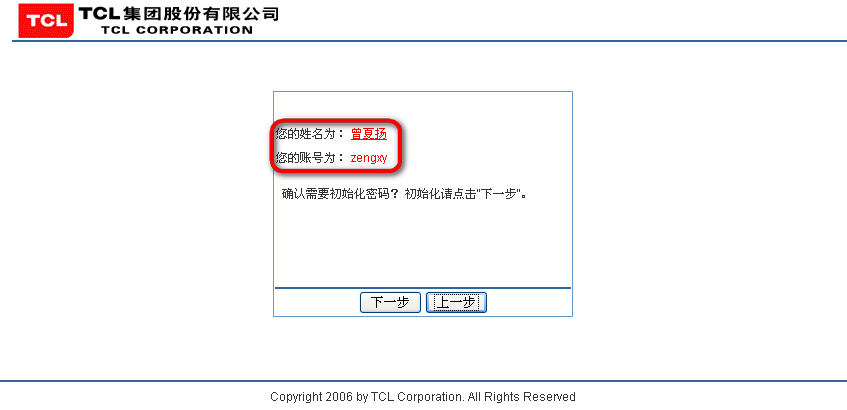 TCL TCL集团股份有限公司
TCL CORPORATION
您的姓名为：曾夏扬
您的账号为：zengxy
确认需要初始化密码？初始化请点击"下一步"。
下一步 上一步
Copyright 2006 by TCL Corporation. All Rights Reserved